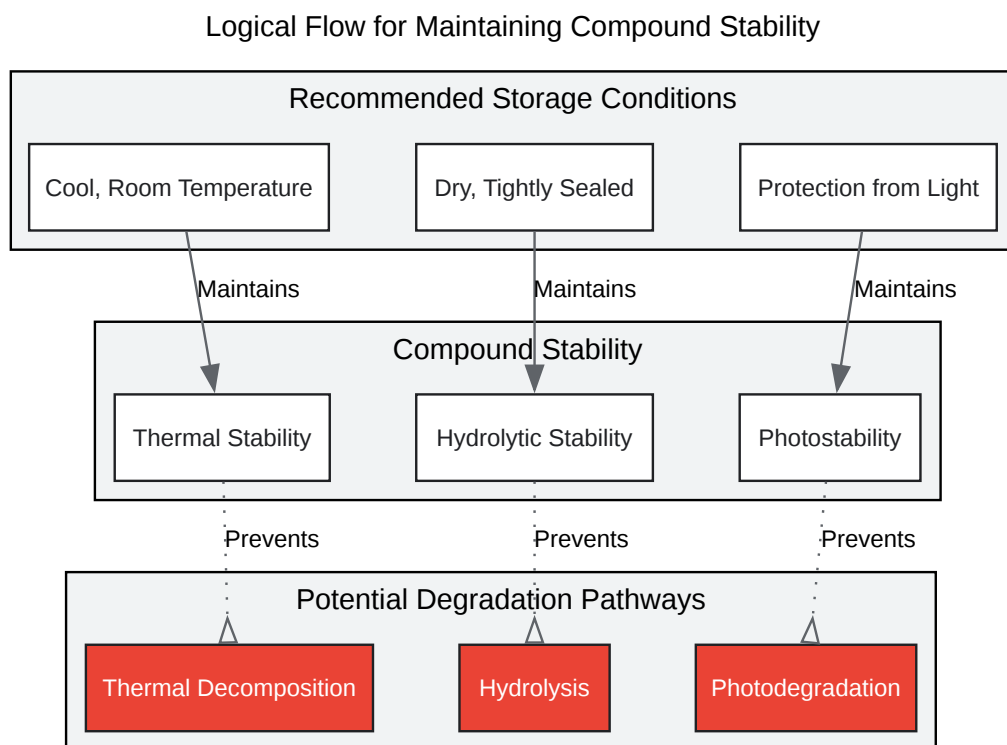 Logical Flow for Maintaining Compound Stability
Recommended Storage Conditions
Cool, Room Temperature
Dry, Tightly Sealed
Protection from Light
Maintains
Maintains
Maintains
Compound Stability
Thermal Stability
Hydrolytic Stability
Photostability
Prevents
Prevents
Prevents
Potential Degradation Pathways
Thermal Decomposition
Hydrolysis
Photodegradation